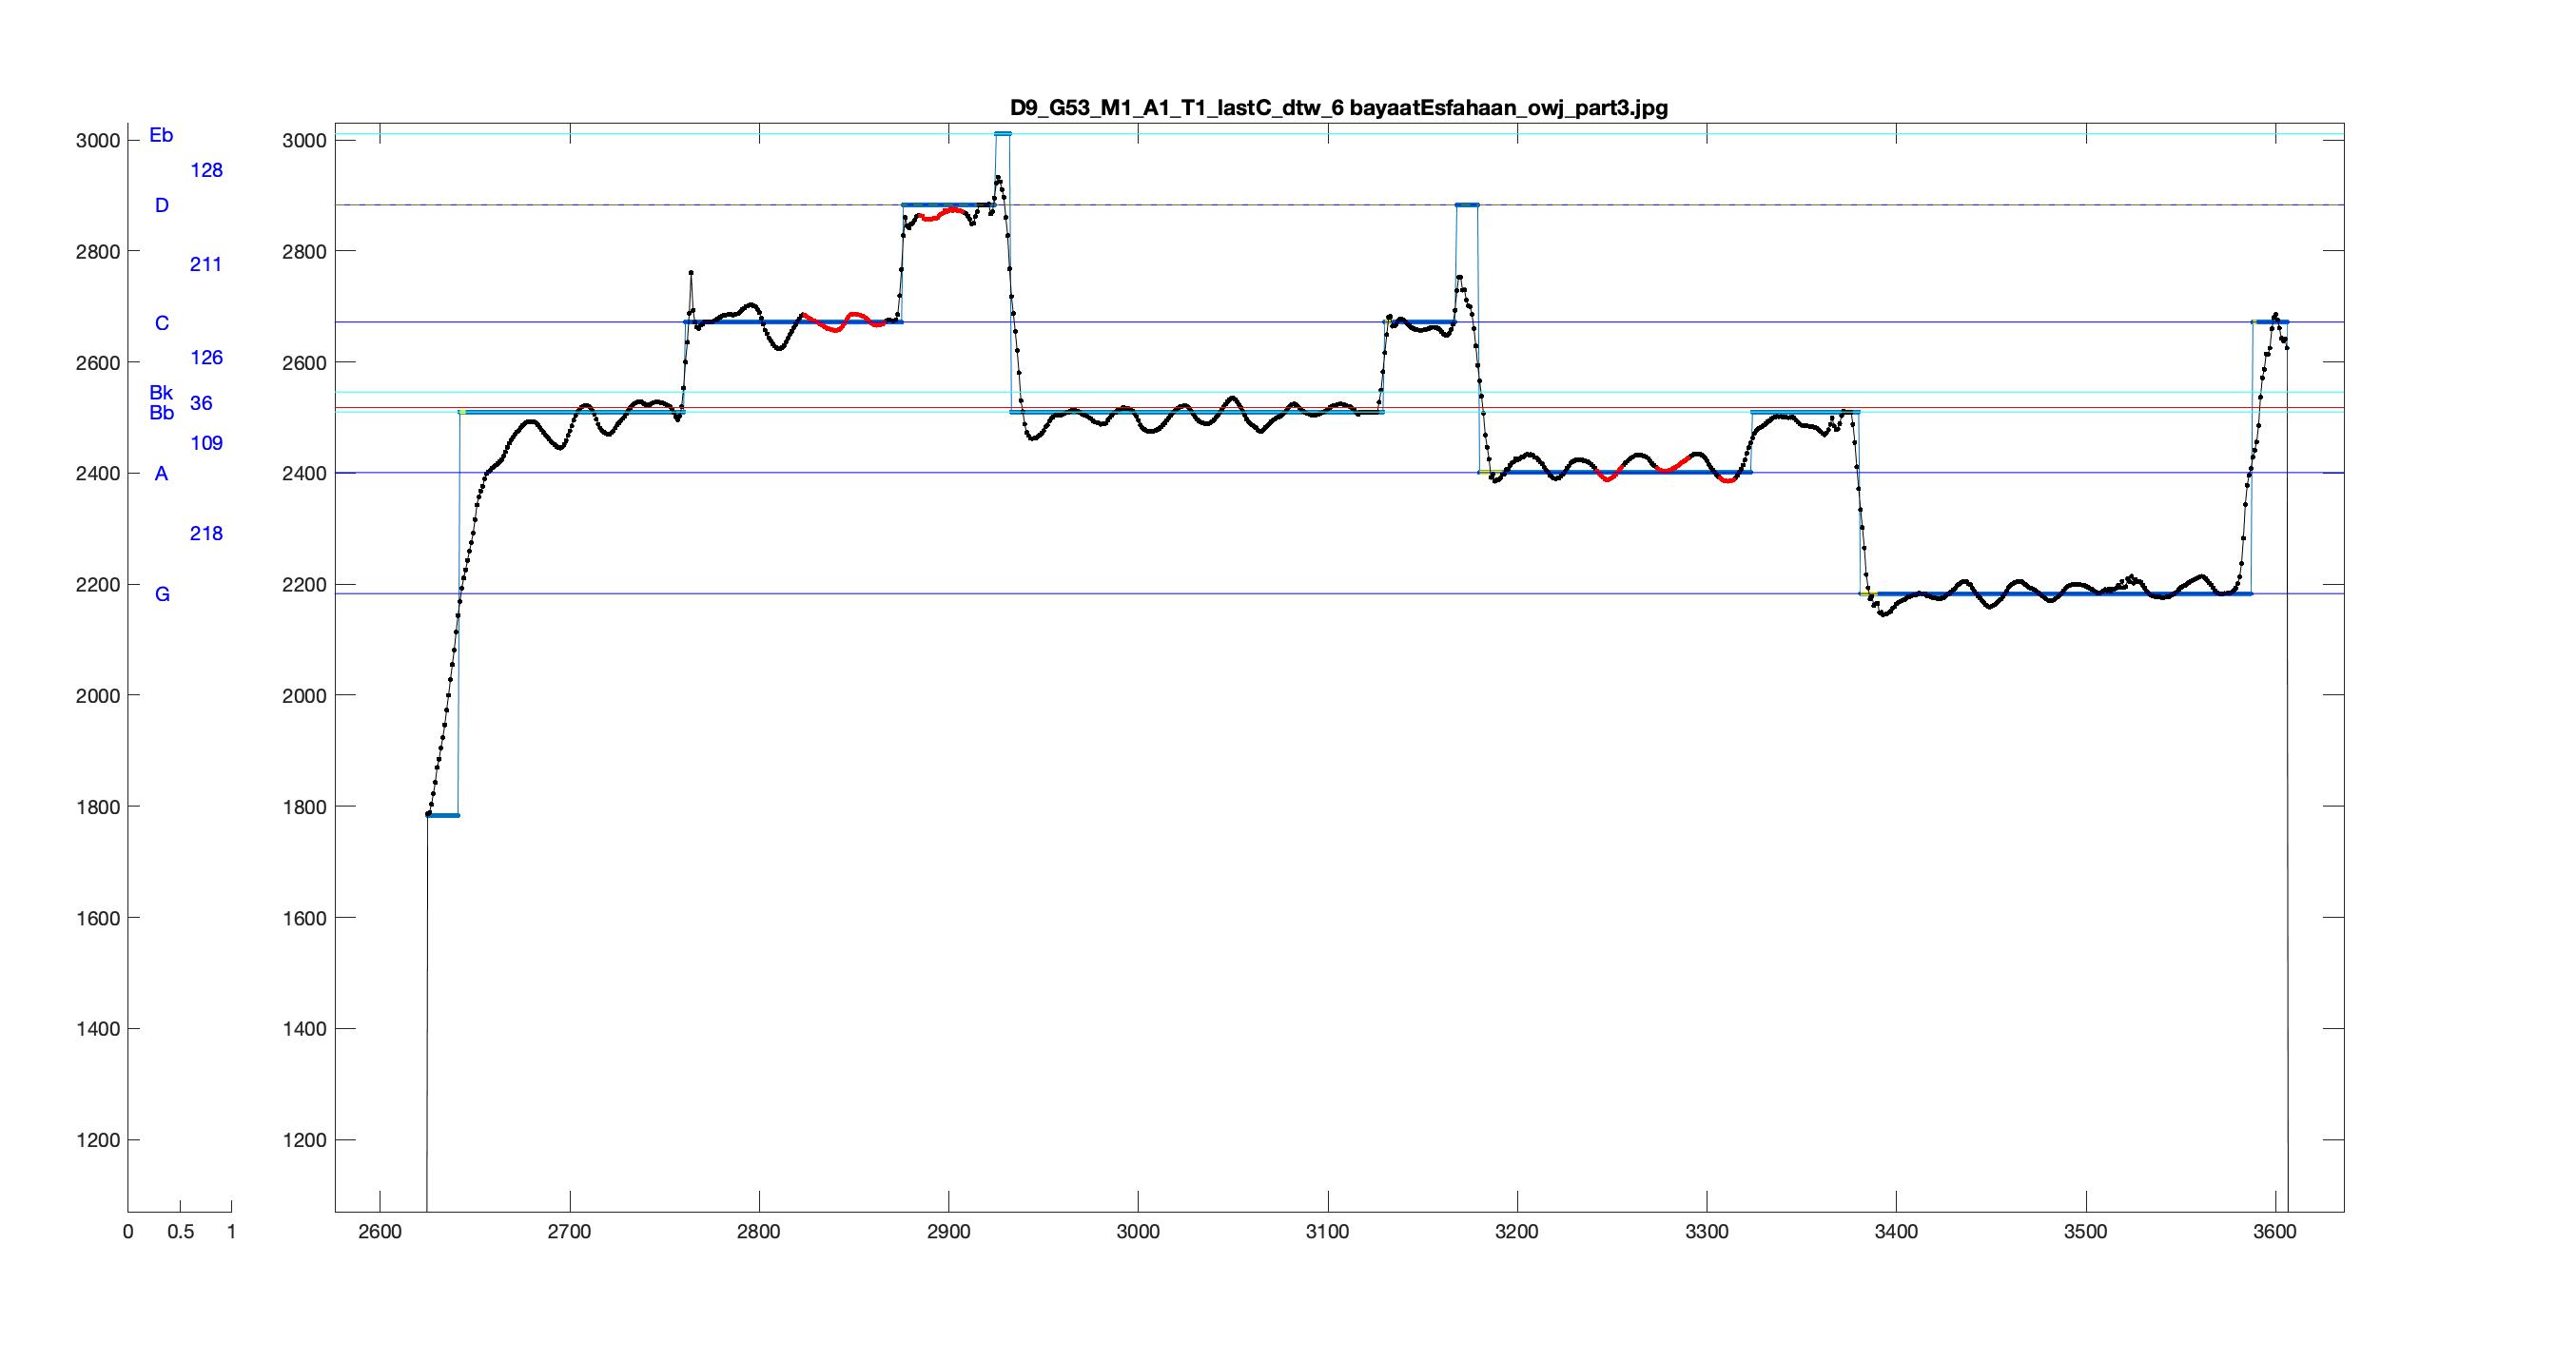 D9_G53_M1_A1_T1_lastC_dtw_6 bayaatEsfahaan_owj_part3.jpg
3000 Eb 3000
128
D
2800 211 2800
C
2600 126 2600
Bk
36
Bb
109
2400 A 2400
218
2200 G 2200
2000 2000
1800 1800
1600 1600
1400 1400
1200 1200
0 0.5 1 2600 2700 2800 2900 3000 3100 3200 3300 3400 3500 3600